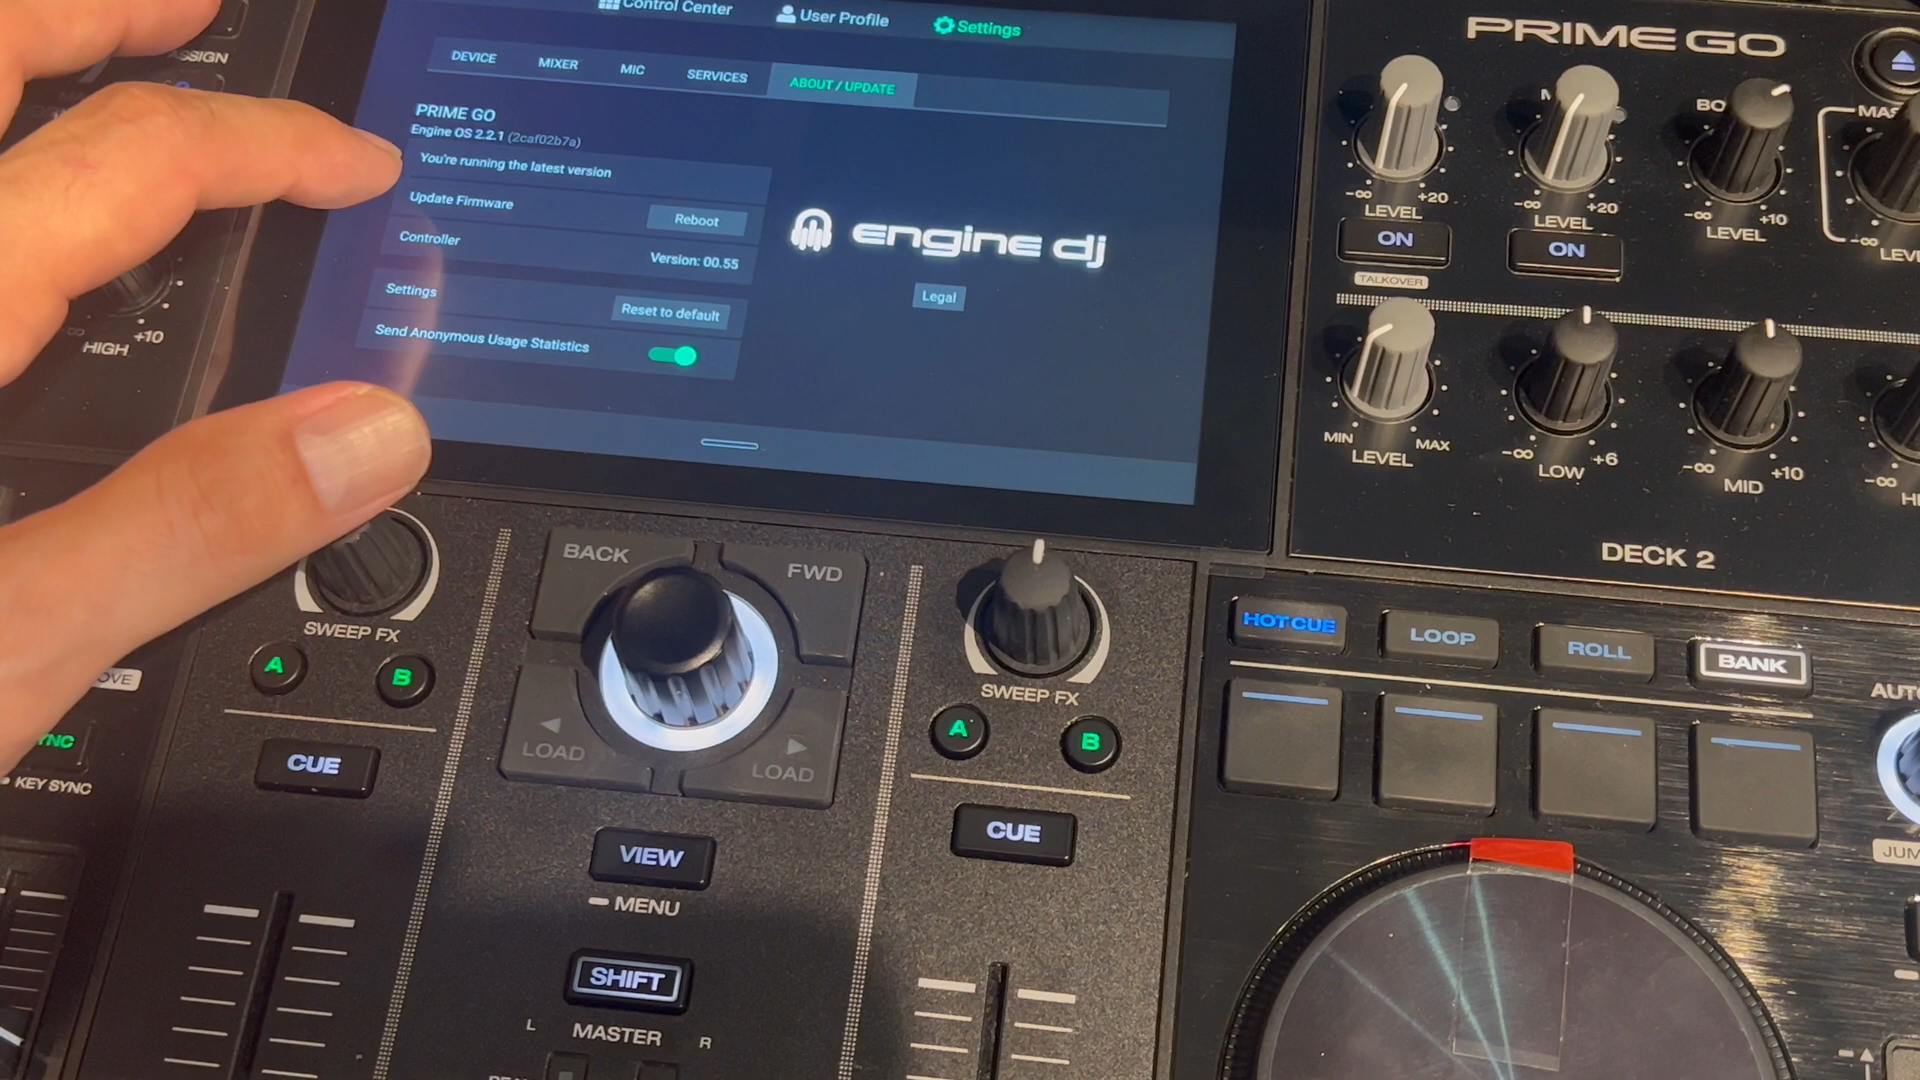 Control Center
User Profile
Settings
DEVICE
MIXER
MIC
SERVICES
ABOUT / UPDATE
PRIME GO
Engine OS 2.2.1 (2caf02b7a)
You're running the latest version
Update Firmware
Reboot
Controller
Version: 00.55
Settings
Reset to default
Send Anonymous Usage Statistics
engine dj
Legal
ASSIGN
+10
HIGH
PRIME GO
-∞ +20
LEVEL
ON
TALKOVER
-∞ +20
LEVEL
ON
-∞ +10
LEVEL
-∞
MIN MAX
LEVEL
-∞ +6
LOW
-∞ +10
MID
-∞
DECK 2
BACK
FWD
LOAD
LOAD
SWEEP FX
A
B
SWEEP FX
A
B
CUE
CUE
KEY SYNC
VIEW
MENU
SHIFT
L MASTER R
HOT CUE
LOOP
ROLL
BANK